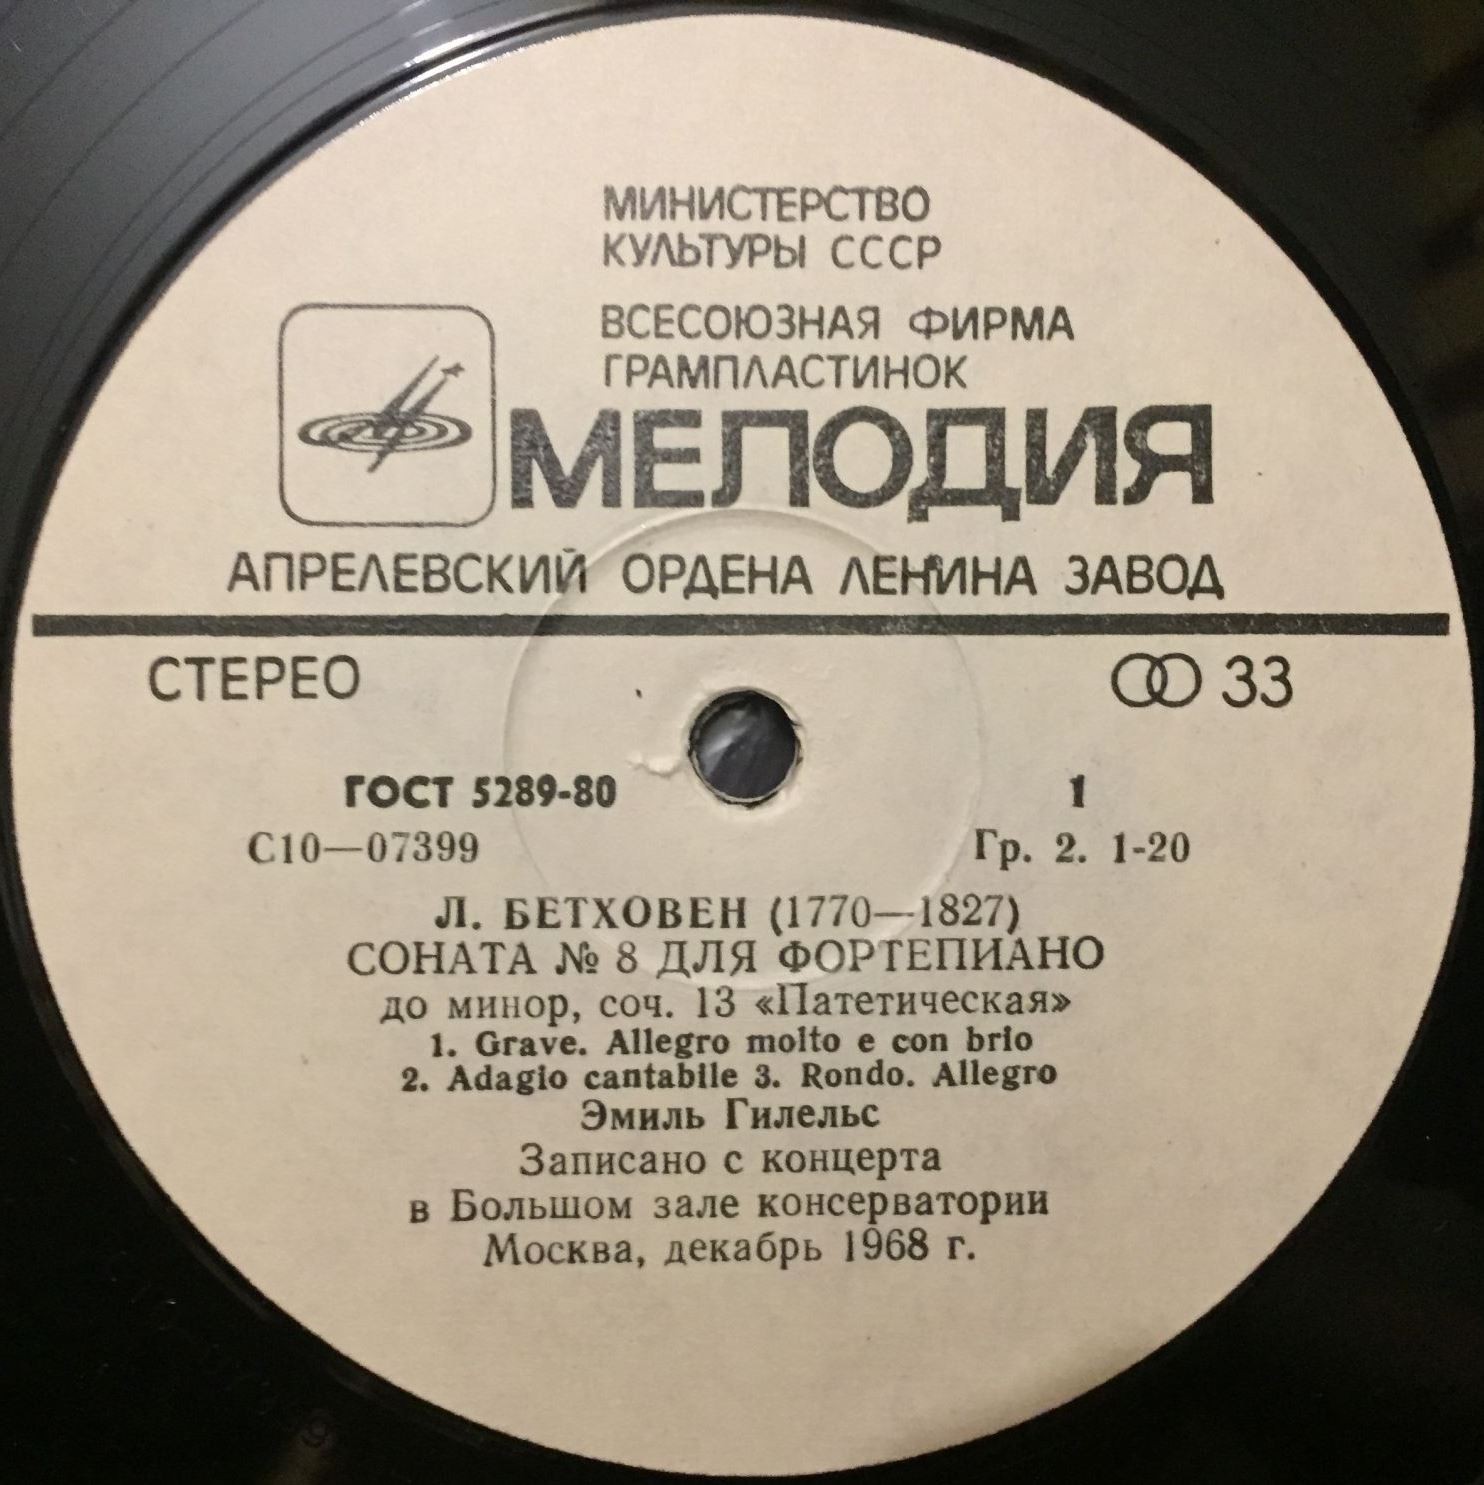 МИНИСТЕРСТВО
КУЛЬТУРЫ СССР
ВСЕСОЮЗНАЯ ФИРМА
ГРАМПЛАСТИНОК
МЕЛОДИЯ
АПРЕЛЕВСКИЙ ОРДЕНА ЛЕНИНА ЗАВОД
СТЕРЕО 33
ГОСТ 5289-80 1
С10—07399 Гр. 2. 1-20
Л. БЕТХОВЕН (1770—1827)
СОНАТА № 8 ДЛЯ ФОРТЕПИАНО
до минор, соч. 13 «Патетическая»
1. Grave. Allegro molto e con brio
2. Adagio cantabile 3. Rondo. Allegro
Эмиль Гилельс
Записано с концерта
в Большом зале консерватории
Москва, декабрь 1968 г.